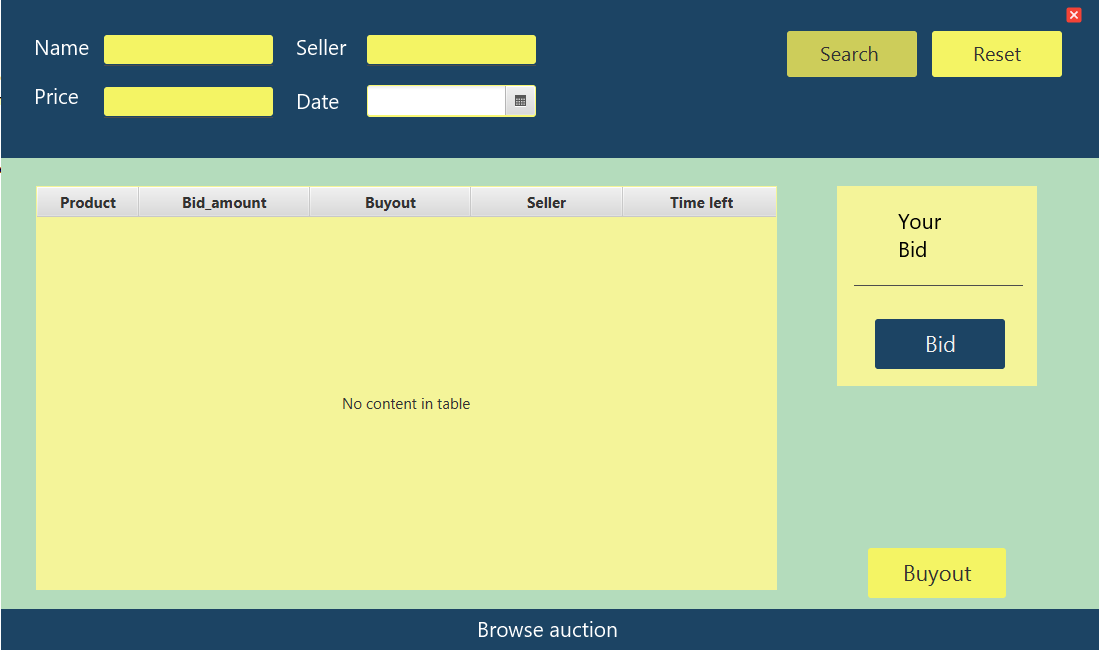 Name
Seller
Search
Reset
Price
Date
Product Bid_amount Buyout Seller Time left
Your
Bid
Bid
No content in table
Buyout
Browse auction